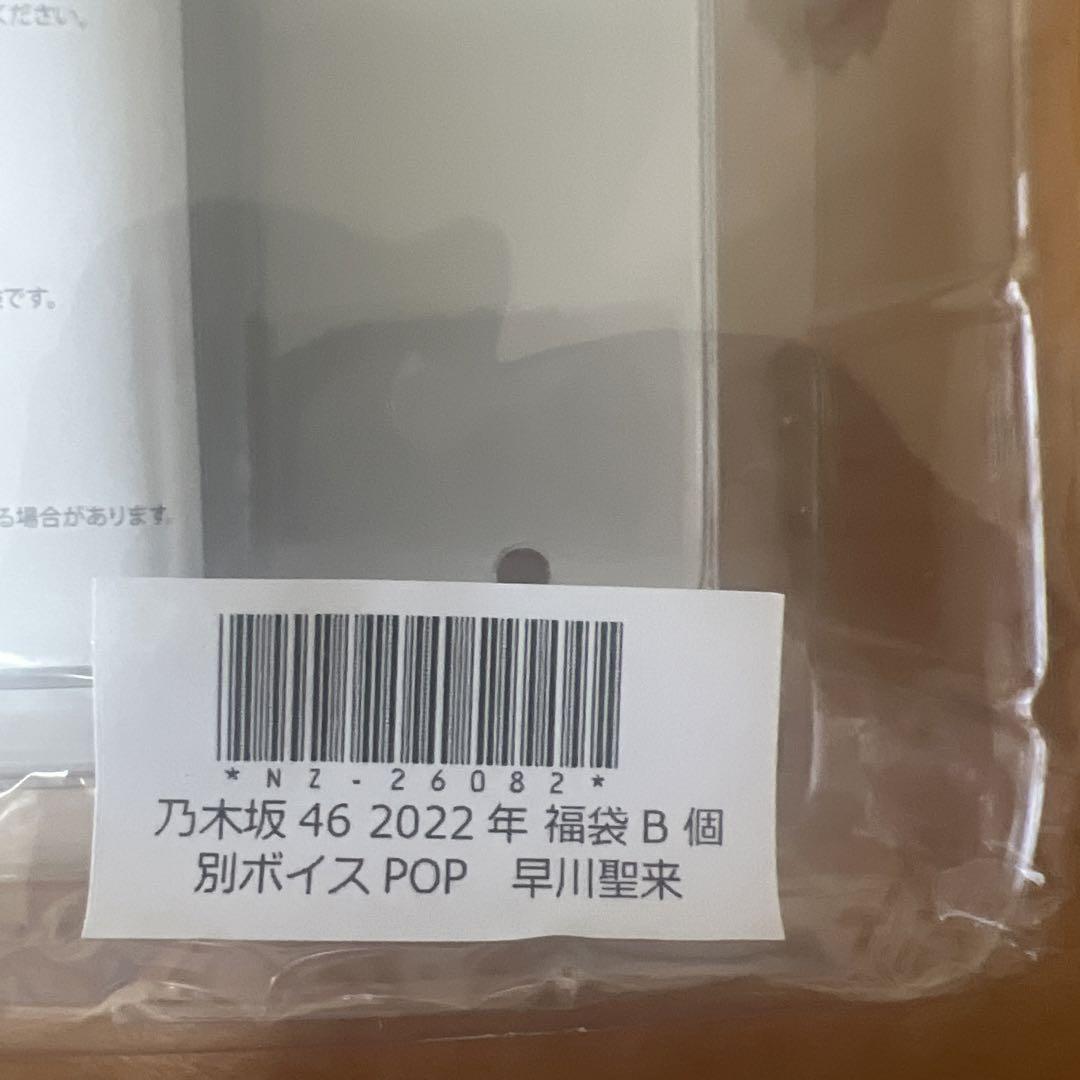 ください。
です。
る場合があります。
*NZ-26082*
乃木坂 46 2022 年 福袋 B 個
別ボイス POP　早川聖来